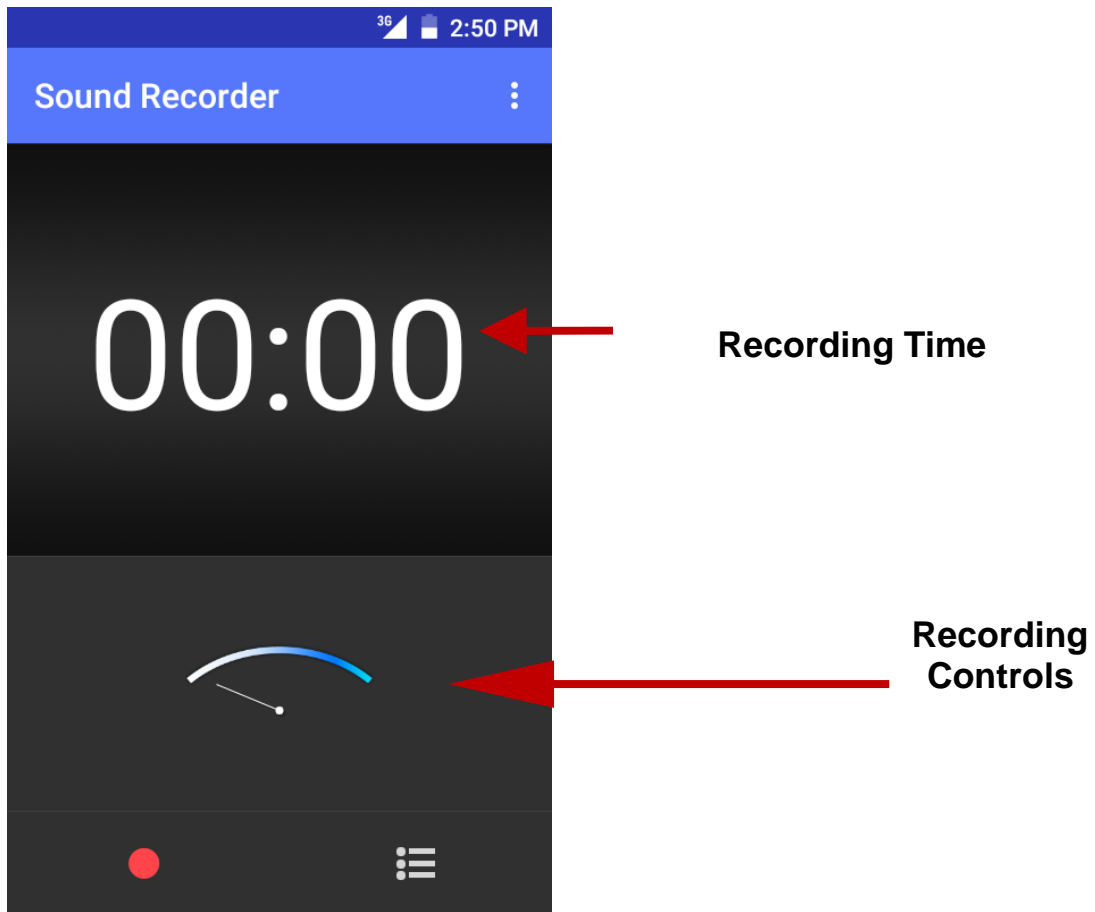 3G 2:50 PM
Sound Recorder
00:00
Recording Time
Recording
Controls